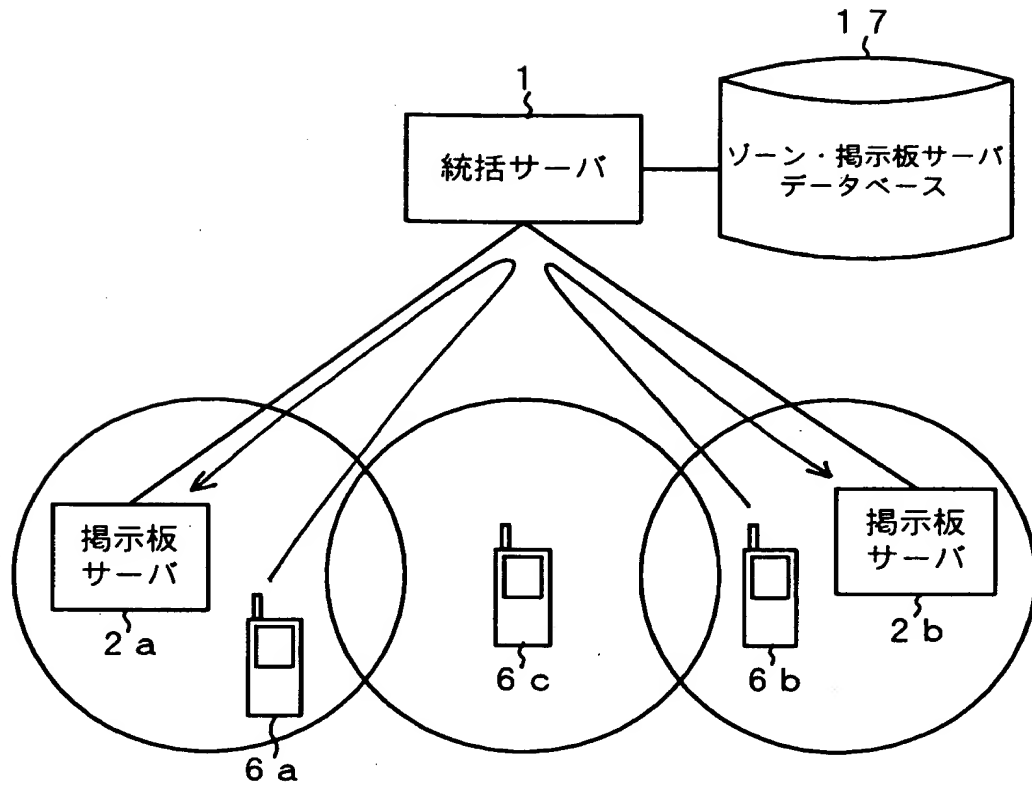 17
1
統括サーバ
ゾーン・掲示板サーバ
データベース
掲示板
サーバ
掲示板
サーバ
2a
6c
6b
2b
6a